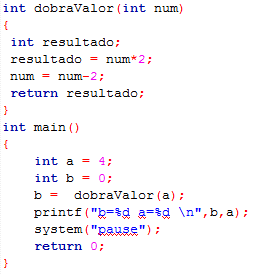 int dobraValor(int num)
{
int resultado;
resultado = num*2;
num = num-2;
return resultado;
}
int main()
{
int a = 4;
int b = 0;
b =  dobraValor(a);
printf("b=%d a=%d \n",b,a);
system("pause");
return 0;
}